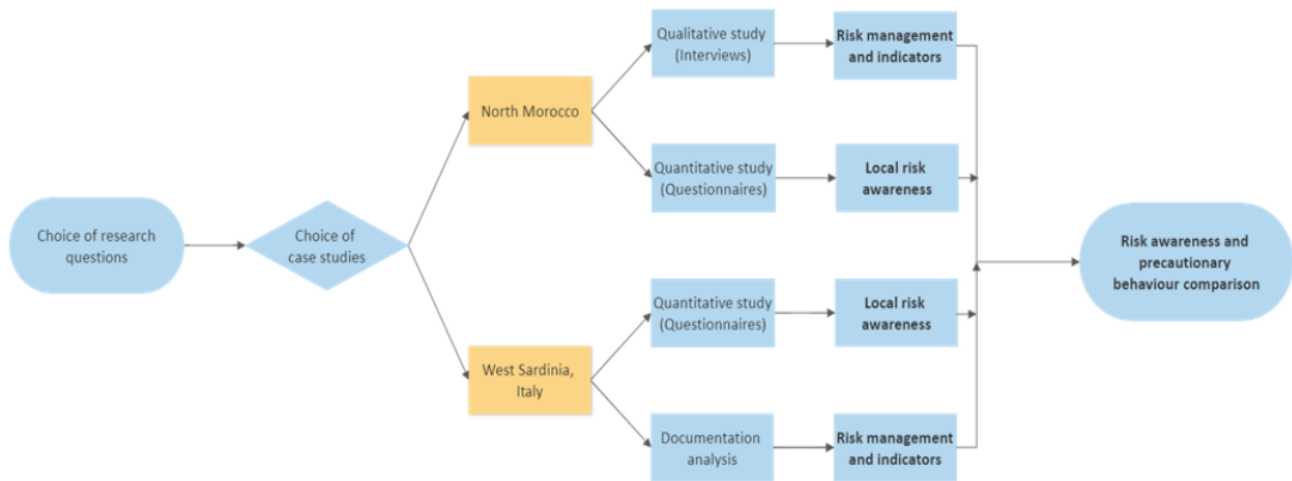 Choice of research
questions
Choice of
case studies
North Morocco
West Sardinia,
Italy
Qualitative study
(Interviews)
Risk management
and indicators
Quantitative study
(Questionnaires)
Local risk
awareness
Quantitative study
(Questionnaires)
Local risk
awareness
Documentation
analysis
Risk management
and indicators
Risk awareness and
precautionary
behaviour comparison